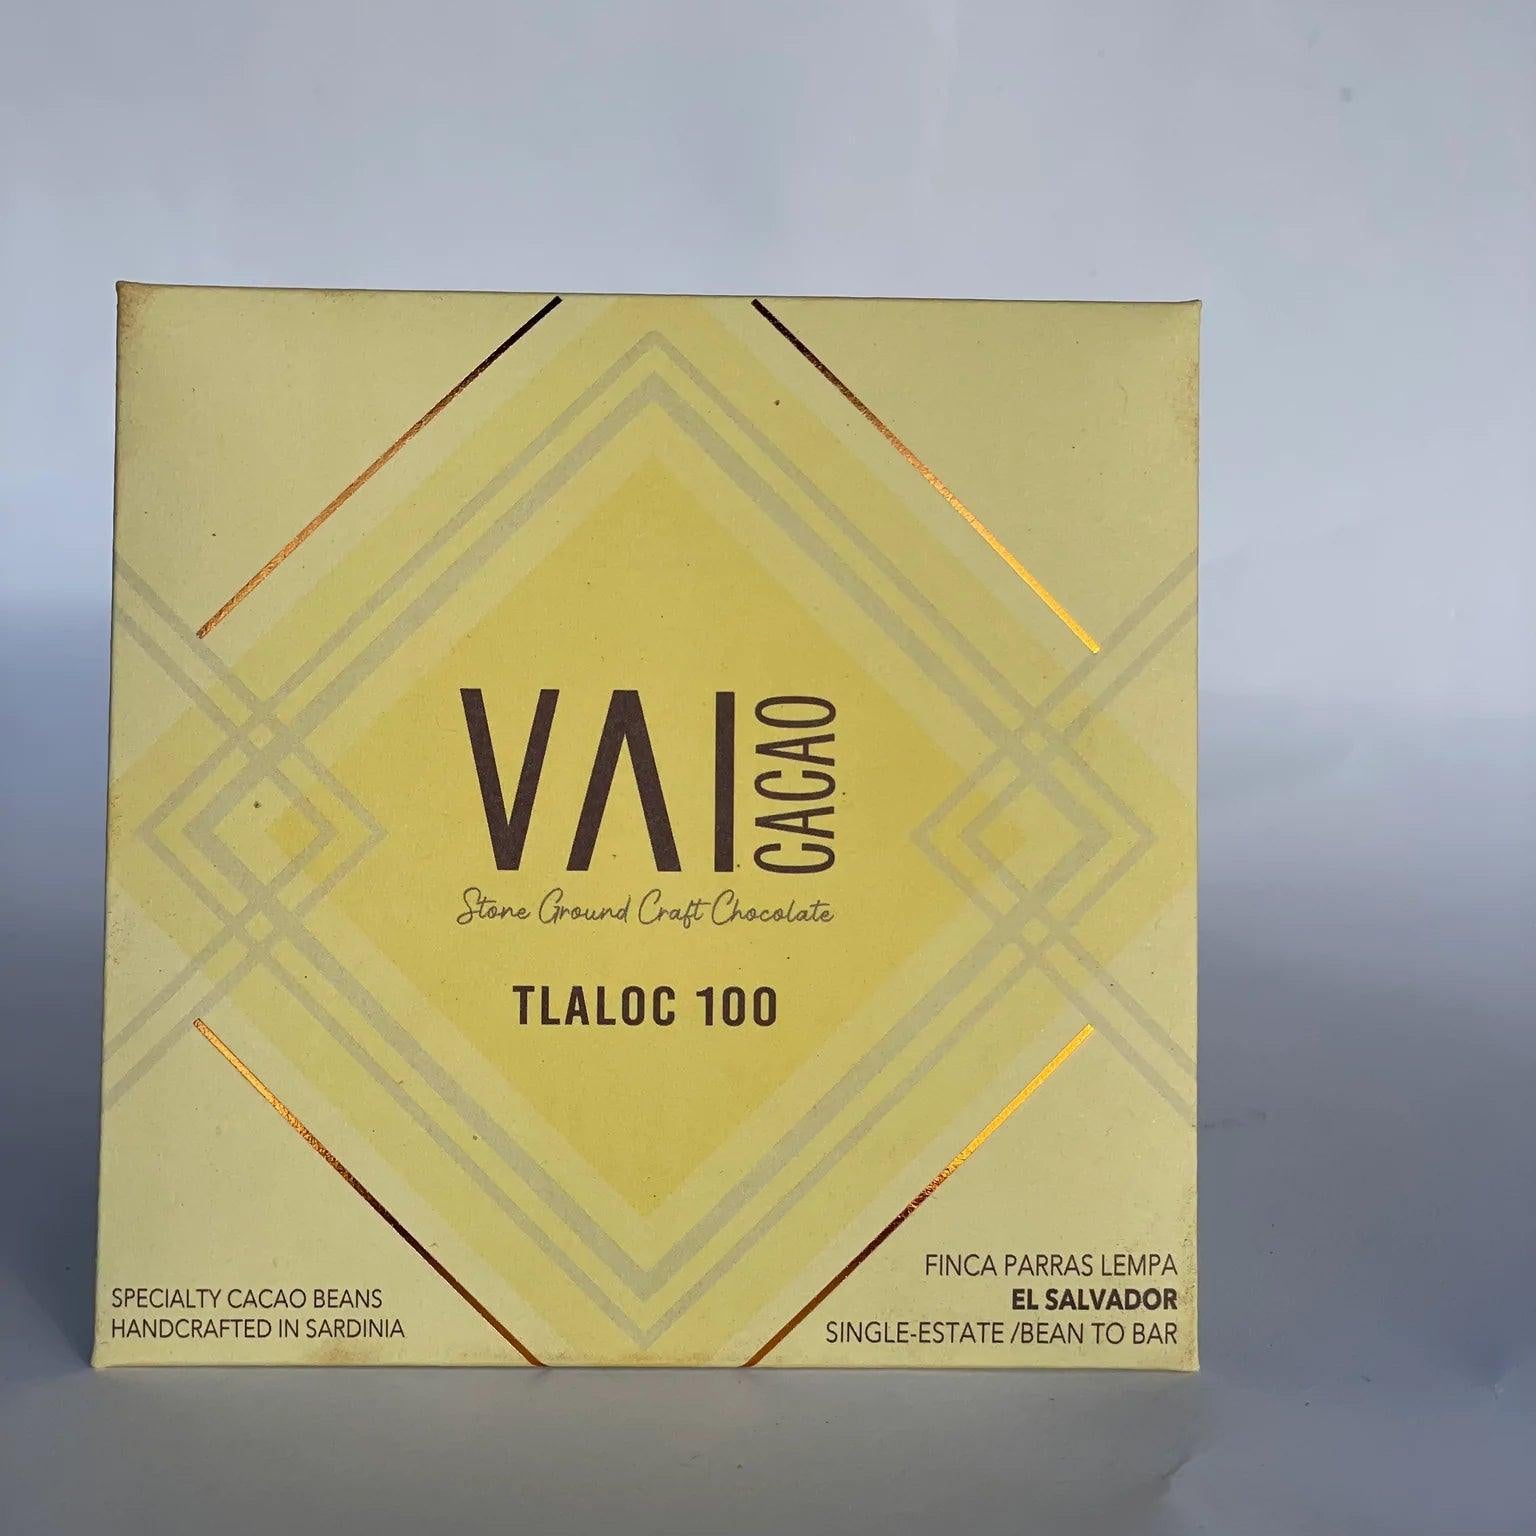 VAI CACAO
Stone Ground Craft Chocolate
TLALOC 100
SPECIALTY CACAO BEANS
HANDCRAFTED IN SARDINIA
FINCA PARRAS LEMPA
EL SALVADOR
SINGLE-ESTATE /BEAN TO BAR